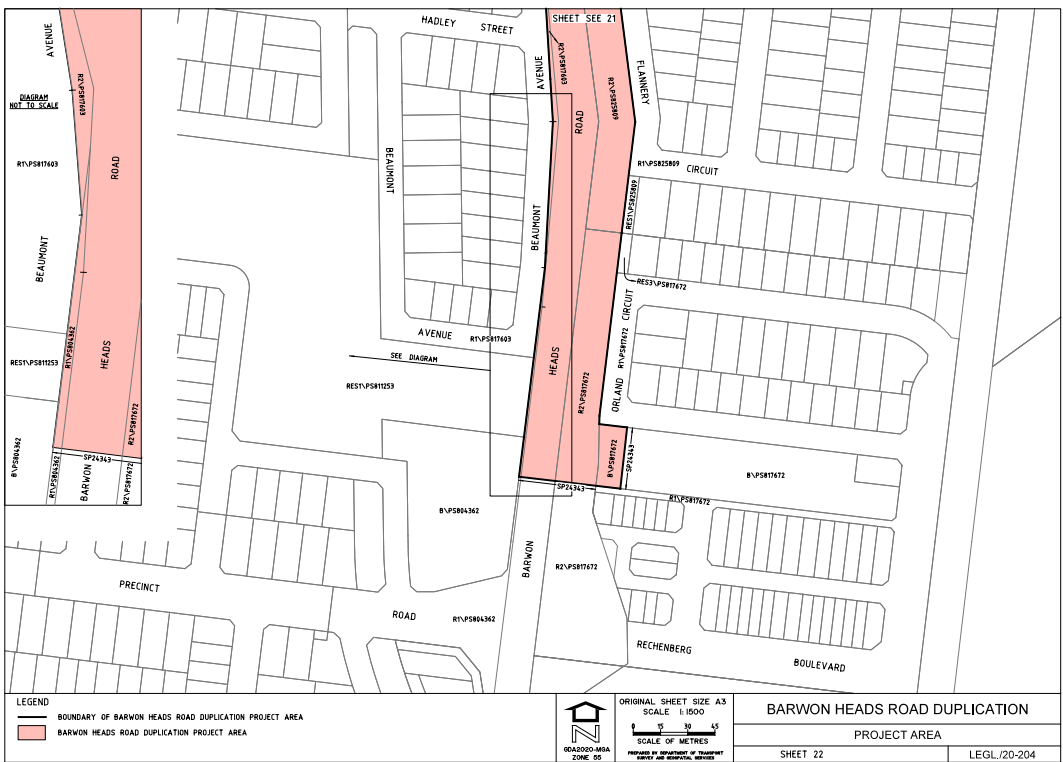 SHEET SEE 21
HADLEY STREET
AVENUE
R2\PS817603
ROAD
R2\PS825809
FLANNERY
AVENUE
R2\PS817603
DIAGRAM
NOT TO SCALE
ROAD
R1\PS817603
BEAUMONT
R1\PS825809
CIRCUIT
RES1\PS825809
BEAUMONT
BEAUMONT
RES3\PS817672
CIRCUIT
AVENUE
R1\PS817603
SEE DIAGRAM
HEADS
R1\PS817672
ORLAND
R2\PS817672
RES1\PS811253
R1\PS804362
HEADS
RES1\PS811253
R2\PS817672
B\PS804362
SP24343
R1\PS804362
BARWON
R2\PS817672
B\PS817672
SP24343
B\PS817672
SP24343
R1\PS817672
B\PS804362
BARWON
R2\PS817672
PRECINCT
ROAD
R1\PS804362
RECHENBERG
BOULEVARD
LEGEND
BOUNDARY OF BARWON HEADS ROAD DUPLICATION PROJECT AREA
BARWON HEADS ROAD DUPLICATION PROJECT AREA
N
GDA2020-MGA
ZONE 55
ORIGINAL SHEET SIZE A3
SCALE 1:1500
0 15 30 45
SCALE OF METRES
PREPARED BY DEPARTMENT OF TRANSPORT
SURVEY AND GEOSPATIAL SERVICES
BARWON HEADS ROAD DUPLICATION
PROJECT AREA
SHEET 22
LEGL./20-204